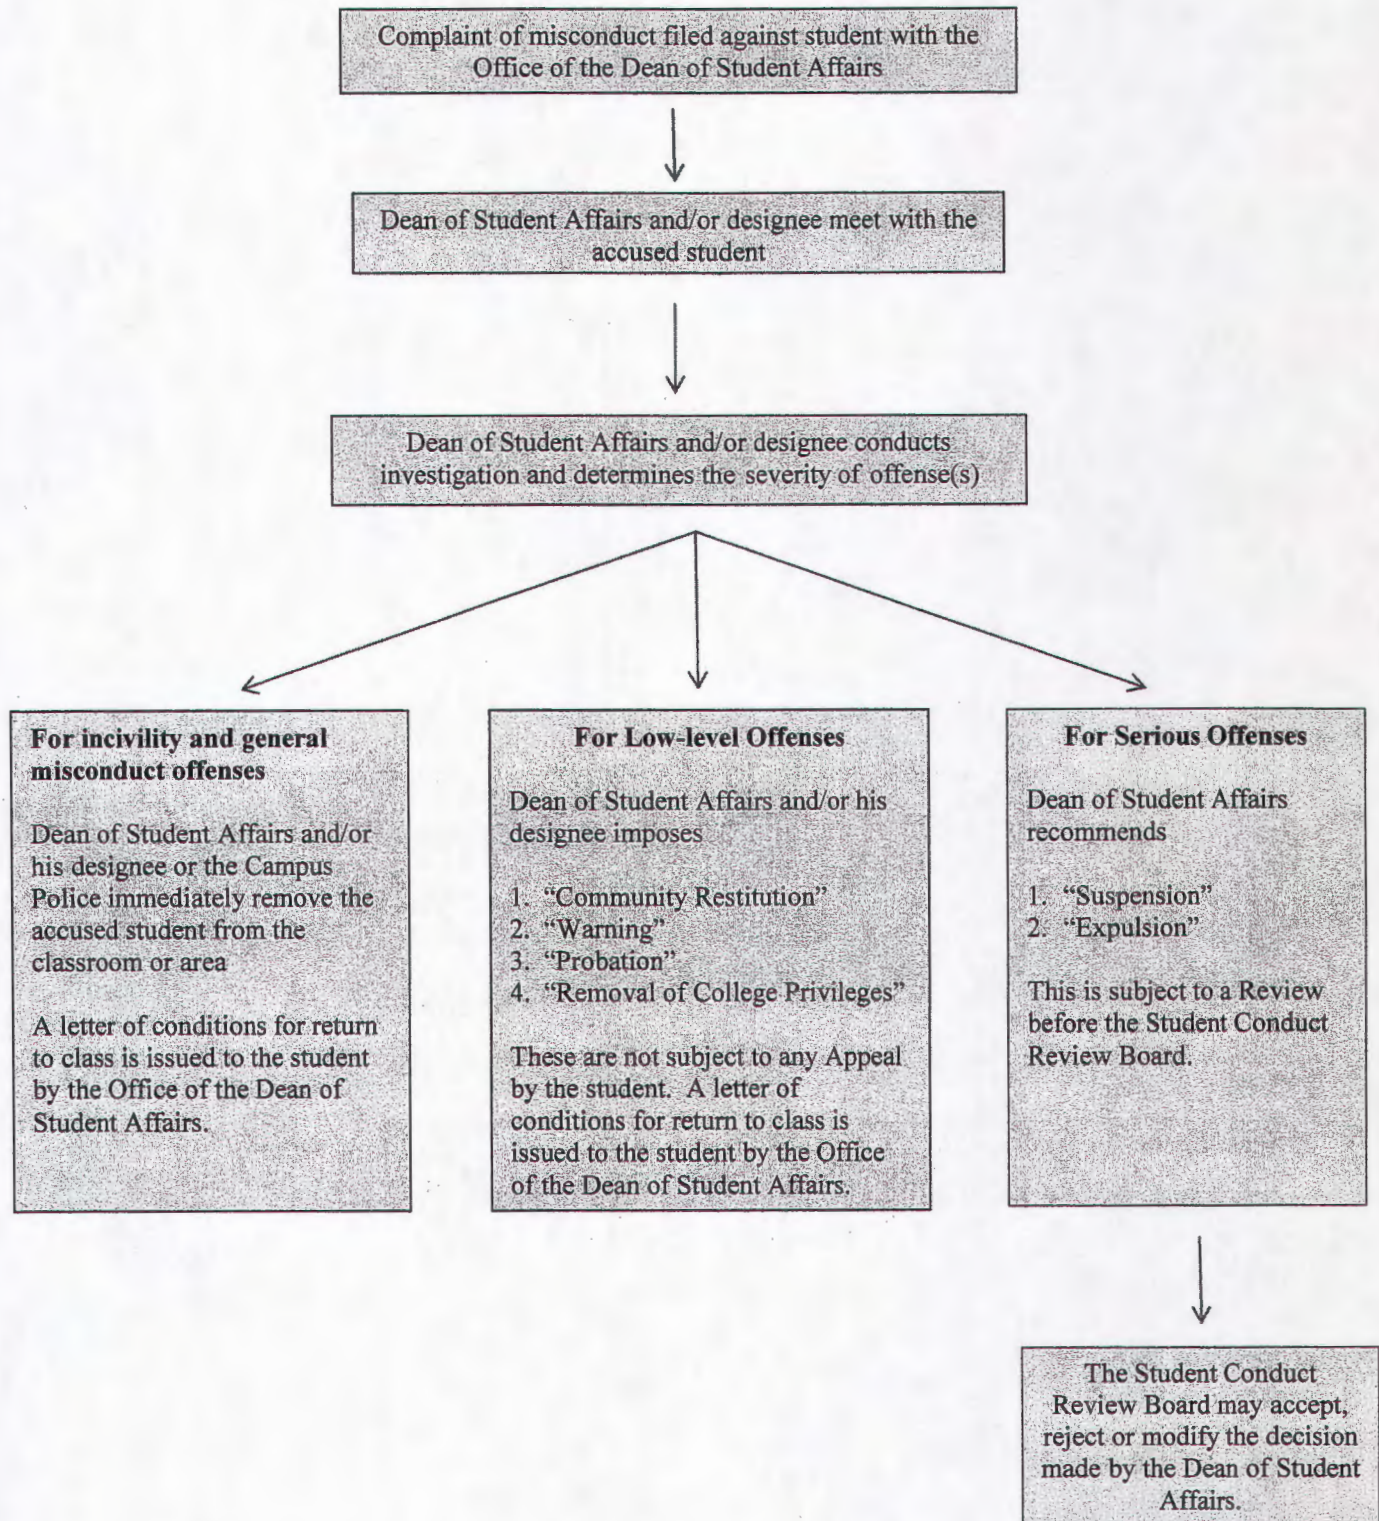 Complaint of misconduct filed against student with the
Office of the Dean of Student Affairs
Dean of Student Affairs and/or designee meet with the
accused student
Dean of Student Affairs and/or designee conducts
investigation and determines the severity of offense(s)
For incivility and general
misconduct offenses
Dean of Student Affairs and/or
his designee or the Campus
Police immediately remove the
accused student from the
classroom or area
A letter of conditions for return
to class is issued to the student
by the Office of the Dean of
Student Affairs.
For Low-level Offenses
Dean of Student Affairs and/or his
designee imposes
1. “Community Restitution”
2. “Warning”
3. “Probation”
4. “Removal of College Privileges”
These are not subject to any Appeal
by the student. A letter of
conditions for return to class is
issued to the student by the Office
of the Dean of Student Affairs.
For Serious Offenses
Dean of Student Affairs
recommends
1. “Suspension”
2. “Expulsion”
This is subject to a Review
before the Student Conduct
Review Board.
The Student Conduct
Review Board may accept,
reject or modify the decision
made by the Dean of Student
Affairs.